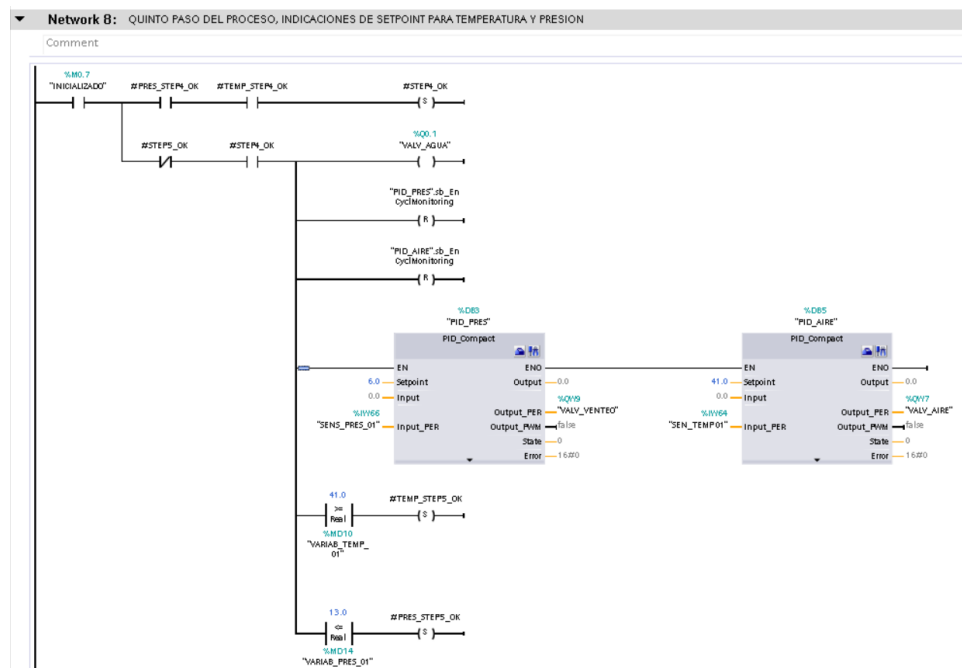 Network 8: QUINTO PASO DEL PROCESO, INDICACIONES DE SETPOINT PARA TEMPERATURA Y PRESION
Comment
%M0.7
"INICIALIZADO" #PRES_STEP4_OK #TEMP_STEP4_OK #STEP4_OK
S
#STEP5_OK #STEP4_OK
%Q0.1
"VALV_AGUA"
"PID_PRES".sb_En
CyclMonitoring
R
"PID_AIRE".sb_En
CyclMonitoring
R
%DB3
"PID_PRES"
PID_Compact
EN ENO
6.0 Setpoint Output 0.0
0.0 Input
%QW9
Output_PER "VALV_VENTEO"
%IW66
"SENS_PRES_01" Input_PER Output_PWM false
State 0
Error 16#0
%DB5
"PID_AIRE"
PID_Compact
EN ENO
41.0 Setpoint Output 0.0
0.0 Input
%QW7
Output_PER "VALV_AIRE"
%IW64
"SEN_TEMP01" Input_PER Output_PWM false
State 0
Error 16#0
41.0
>=
Real
%MD10
"VARIAB_TEMP_
01"
#TEMP_STEP5_OK
S
13.0
<=
Real
%MD14
"VARIAB_PRES_01"
#PRES_STEP5_OK
S